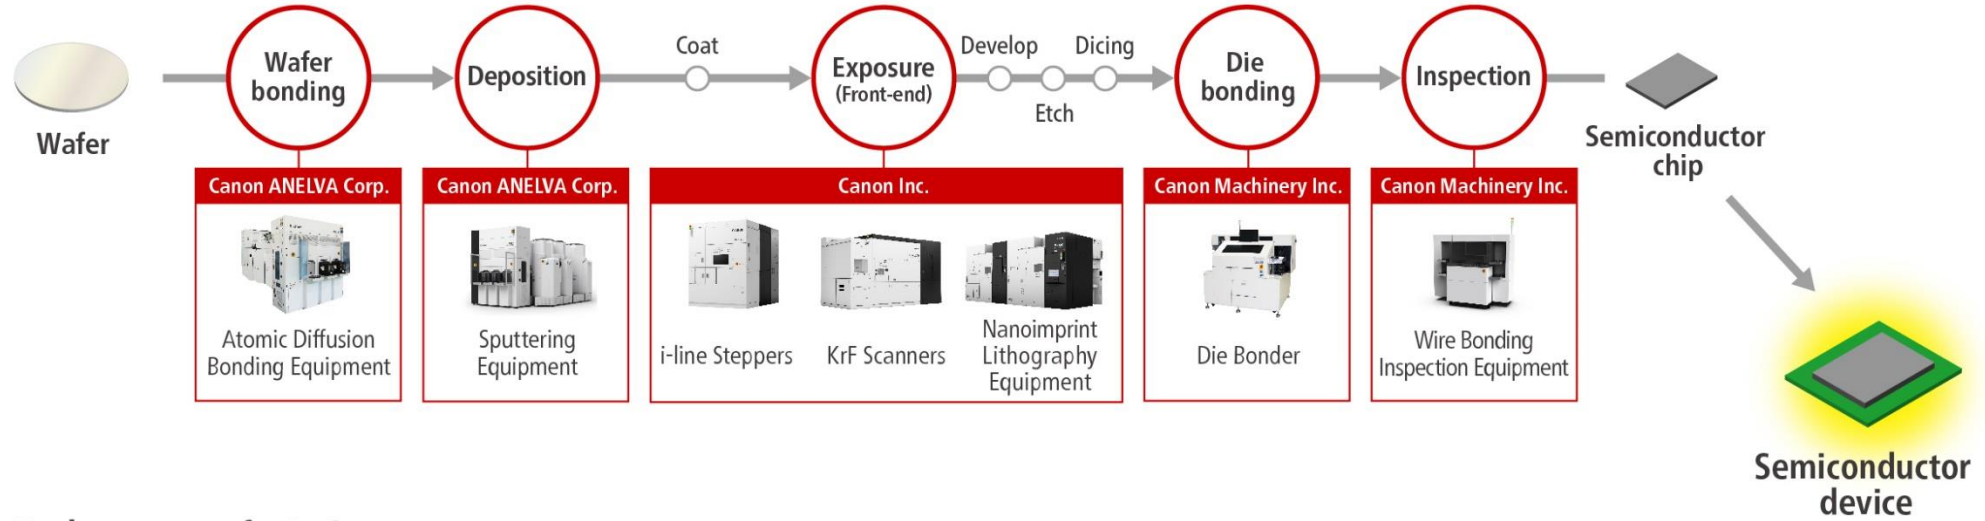 Wafer
Wafer
bonding
Deposition
Coat
Exposure
(Front-end)
Develop
Etch
Dicing
Die
bonding
Inspection
Semiconductor
chip
Canon ANELVA Corp.
Atomic Diffusion
Bonding Equipment
Canon ANELVA Corp.
Sputtering
Equipment
Canon Inc.
i-line Steppers
KrF Scanners
Nanoimprint
Lithography
Equipment
Canon Machinery Inc.
Die Bonder
Canon Machinery Inc.
Wire Bonding
Inspection Equipment
Semiconductor
device